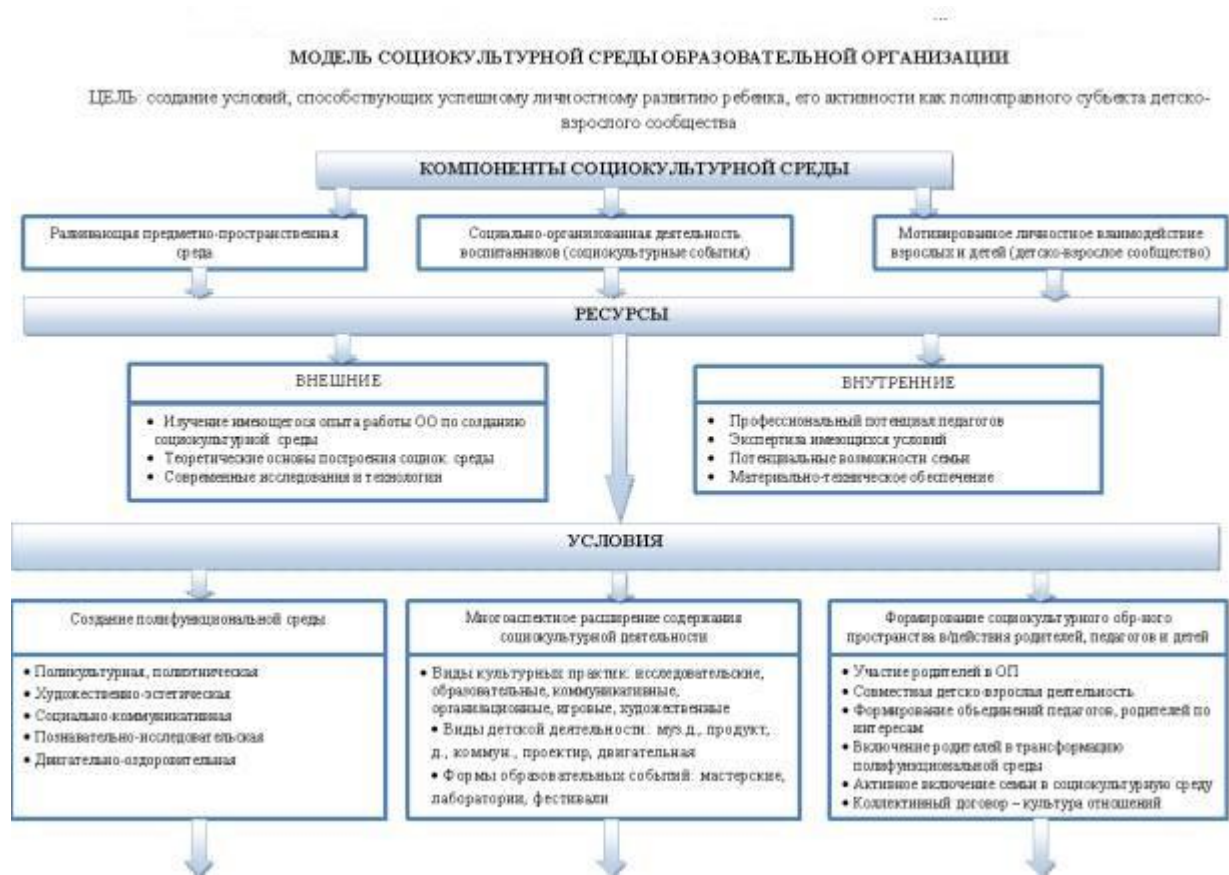 ...
МОДЕЛЬ СОЦИОКУЛЬТУРНОЙ СРЕДЫ ОБРАЗОВАТЕЛЬНОЙ ОРГАНИЗАЦИИ
ЦЕЛЬ: создание условий, способствующих успешному личностному развитию ребенка, его активности как полноправного субъекта детско-
взрослого сообщества
КОМПОНЕНТЫ СОЦИОКУЛЬТУРНОЙ СРЕДЫ
Развивающая предметно-пространственная
среда
Социально-организованная деятельность
воспитанников (социокультурные события)
Мотивированное личностное взаимодействие
взрослых и детей (детско-взрослое сообщество)
РЕСУРСЫ
ВНЕШНИЕ
• Изучение имеющегося опыта работы ОО по созданию
социокультурной среды
• Теоретические основы построения социок. среды
• Современные исследования и технологии
ВНУТРЕННИЕ
• Профессиональный потенциал педагогов
• Экспертиза имеющихся условий
• Потенциальные возможности семьи
• Материально-техническое обеспечение
УСЛОВИЯ
Создание полифункциональной среды
• Поликультурная, полиэтническая
• Художественно-эстетическая
• Социально-коммуникативная
• Познавательно-исследовательская
• Двигательно-оздоровительная
Многоаспектное расширение содержания
социокультурной деятельности
• Виды культурных практик: исследовательские,
образовательные, коммуникативные,
организационные, игровые, художественные
• Виды детской деятельности: муз.д., продукт.
д., коммун., проектир, двигательная
• Формы образовательных событий: мастерские,
лаборатории, фестивали
Формирование социокультурного обр-ного
пространства в/действия родителей, педагогов и детей
• Участие родителей в ОП
• Совместная детско-взрослая деятельность
• Формирование объединений педагогов, родителей по
интересам
• Включение родителей в трансформацию
полифункциональной среды
• Активное включение семьи в социокультурную среду
• Коллективный договор – культура отношений